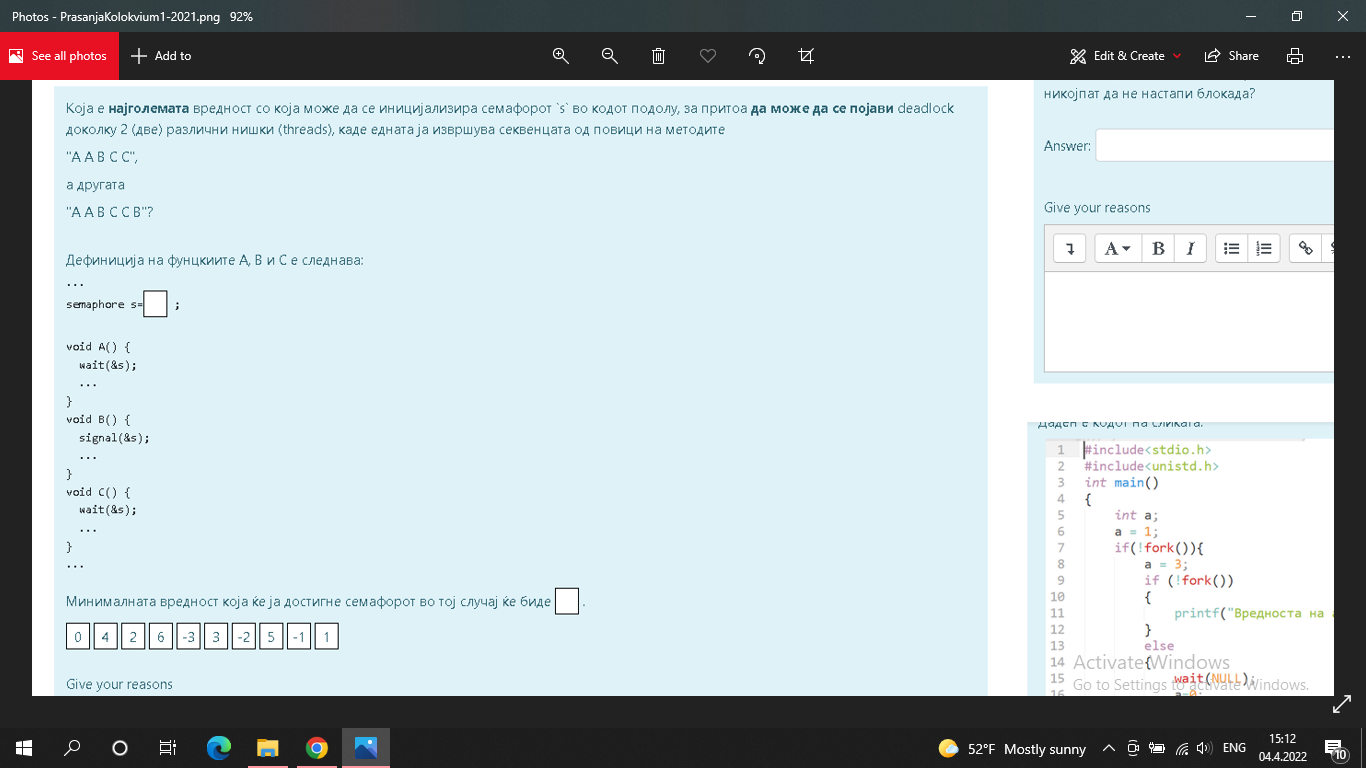 Photos - PrasanjaKolokvium1-2021.png 92%
See all photos
Add to
Edit & Create
Share
Која е најголемата вредност со која може да се иницијализира семафорот `s` во кодот подолу, за притоа да може да се појави deadlock
доколку 2 (две) различни нишки (threads), каде едната ја извршува секвенцата од повици на методите
"A A B C C",
а другата
"A A B C C B"?
Дефиниција на фунцкиите A, B и C е следнава:
...
semaphore s= ;
void A() {
wait(&s);
...
}
void B() {
signal(&s);
...
}
void C() {
wait(&s);
...
}
...
Минималната вредност која ќе ја достигне семафорот во тој случај ќе биде .
0 4 2 6 -3 3 -2 5 -1 1
Give your reasons
никојпат да не настапи блокада?
Answer:
Give your reasons
A B I
Даден е кодот на сликата.
1 #include<stdio.h>
2 #include<unistd.h>
3 int main()
4 {
5 int a;
6 a = 1;
7 if(!fork()){
8 a = 3;
9 if (!fork())
10 {
11 printf("Вредноста на
12 }
13 else
14 {
15 wait(NULL);
16 a=0;
Activate Windows
Go to Settings to activate Windows.
52°F Mostly sunny
ENG
15:12
04.4.2022
10